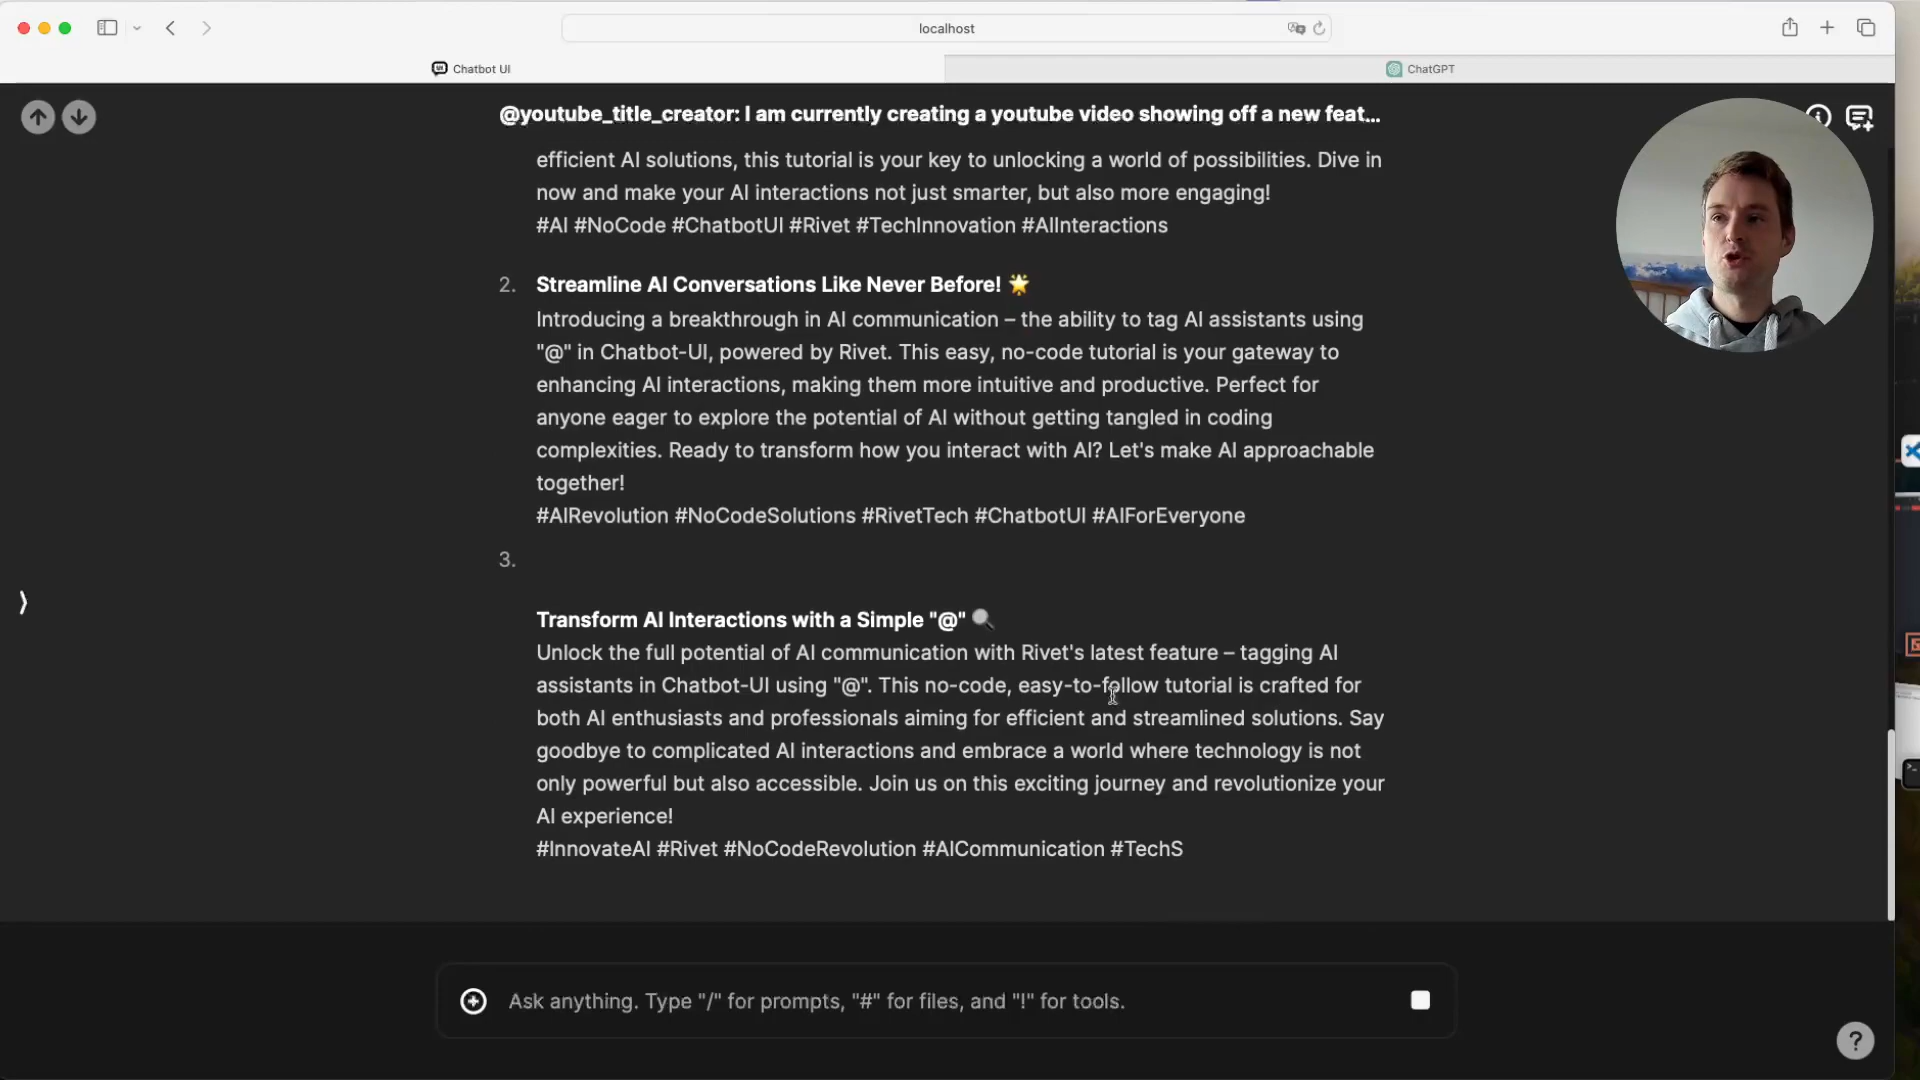 localhost
Chatbot UI
ChatGPT
@youtube_title_creator: I am currently creating a youtube video showing off a new feat...
efficient AI solutions, this tutorial is your key to unlocking a world of possibilities. Dive in
now and make your AI interactions not just smarter, but also more engaging!
#AI #NoCode #ChatbotUI #Rivet #TechInnovation #AIInteractions
2. Streamline AI Conversations Like Never Before! 🌟
Introducing a breakthrough in AI communication – the ability to tag AI assistants using
"@" in Chatbot-UI, powered by Rivet. This easy, no-code tutorial is your gateway to
enhancing AI interactions, making them more intuitive and productive. Perfect for
anyone eager to explore the potential of AI without getting tangled in coding
complexities. Ready to transform how you interact with AI? Let's make AI approachable
together!
#AIRevolution #NoCodeSolutions #RivetTech #ChatbotUI #AIForEveryone
3.
Transform AI Interactions with a Simple "@" 🔍
Unlock the full potential of AI communication with Rivet's latest feature – tagging AI
assistants in Chatbot-UI using "@". This no-code, easy-to-follow tutorial is crafted for
both AI enthusiasts and professionals aiming for efficient and streamlined solutions. Say
goodbye to complicated AI interactions and embrace a world where technology is not
only powerful but also accessible. Join us on this exciting journey and revolutionize your
AI experience!
#InnovateAI #Rivet #NoCodeRevolution #AICommunication #TechS
Ask anything. Type "/" for prompts, "#" for files, and "!" for tools.
?